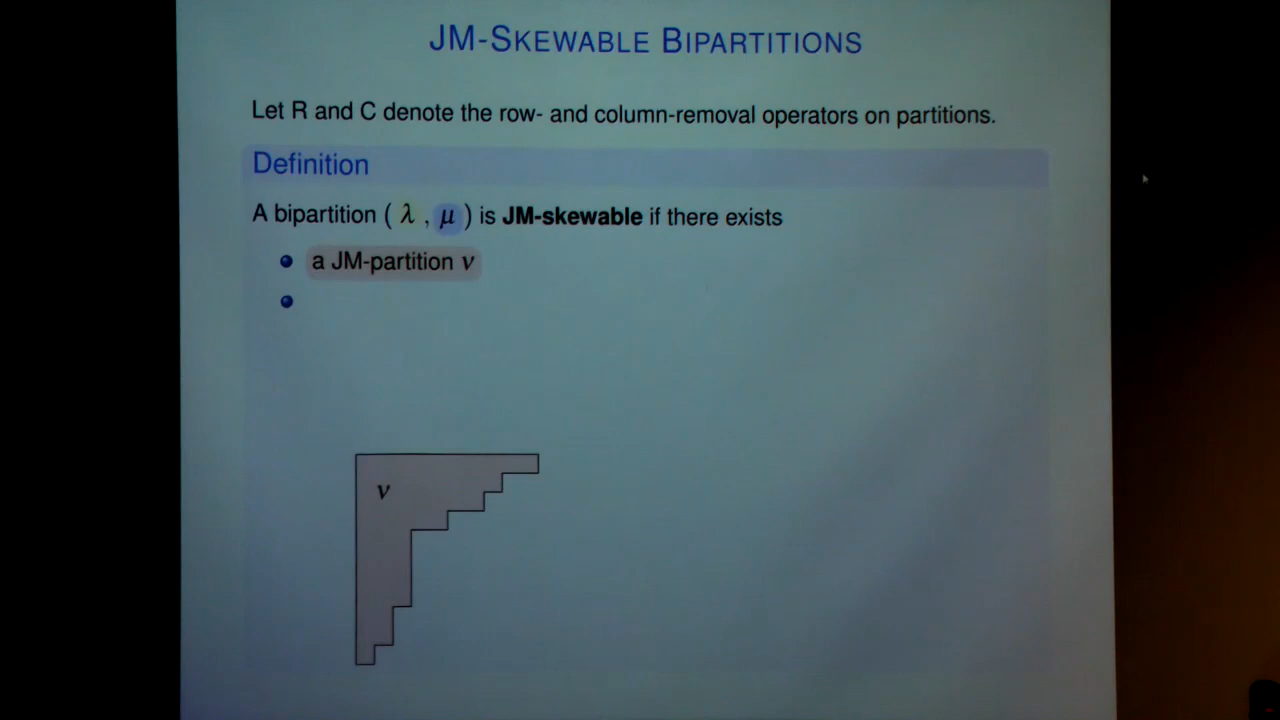 JM-SKEWABLE BIPARTITIONS
Let R and C denote the row- and column-removal operators on partitions.
Definition
A bipartition ( λ , μ ) is JM-skewable if there exists
a JM-partition ν
ν